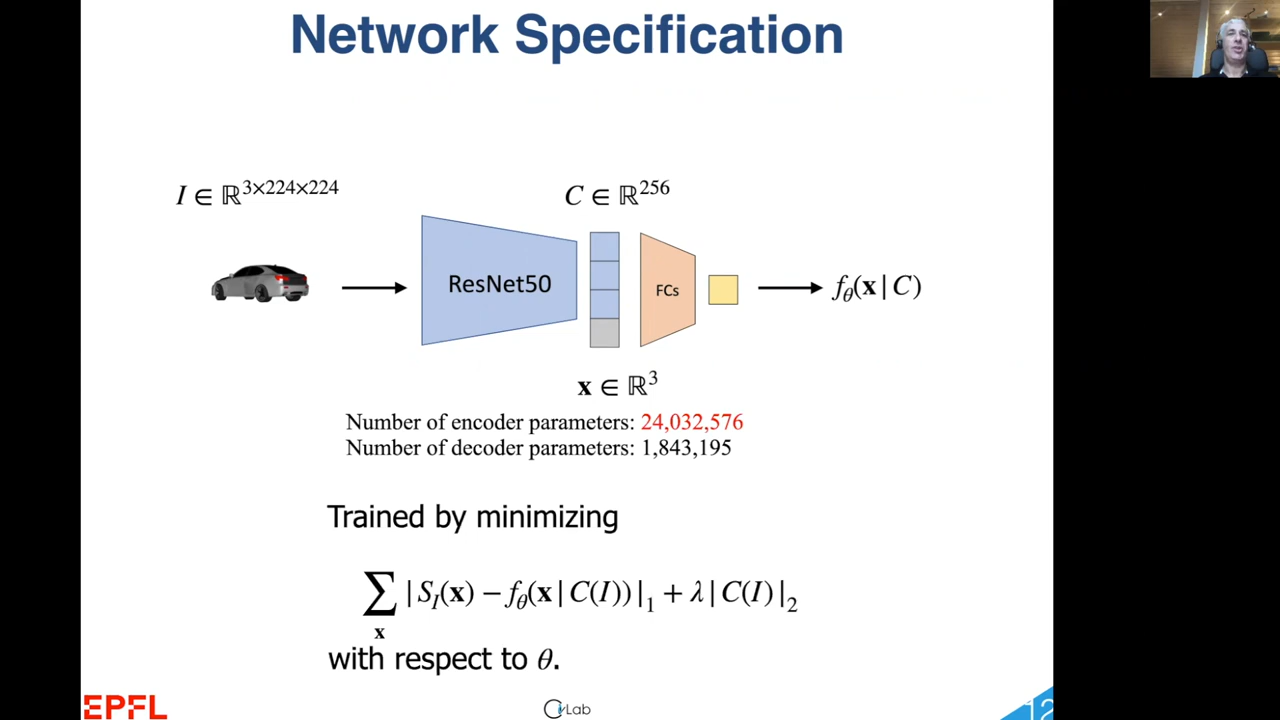 Network Specification
I ∈ ℝ^{3×224×224}
C ∈ ℝ^{256}
ResNet50
FCs
f_θ(𝐱 | C)
𝐱 ∈ ℝ^3
Number of encoder parameters: 24,032,576
Number of decoder parameters: 1,843,195
Trained by minimizing
∑_𝐱 | S_I(𝐱) − f_θ(𝐱 | C(I)) |_1 + λ | C(I) |_2
with respect to θ.
EPFL
CvLab
12